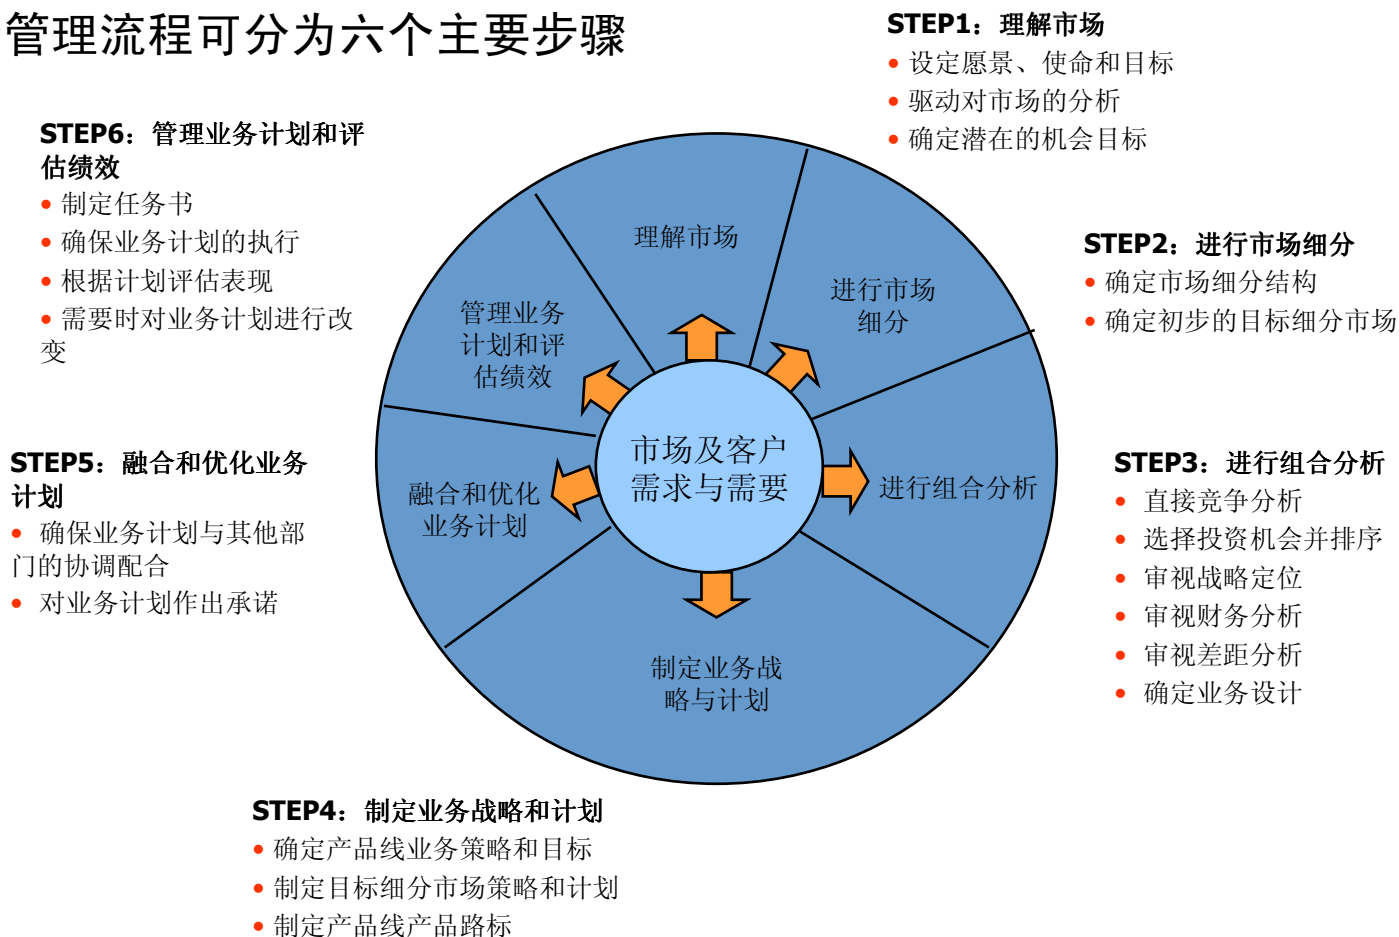 管理流程可分为六个主要步骤
STEP1：理解市场
• 设定愿景、使命和目标
• 驱动对市场的分析
• 确定潜在的机会目标
STEP6：管理业务计划和评
估绩效
• 制定任务书
• 确保业务计划的执行
• 根据计划评估表现
• 需要时对业务计划进行改
变
STEP2：进行市场细分
• 确定市场细分结构
• 确定初步的目标细分市场
理解市场
进行市场
细分
管理业务
计划和评
估绩效
市场及客户
需求与需要
进行组合分析
融合和优化
业务计划
制定业务战
略与计划
STEP5：融合和优化业务
计划
• 确保业务计划与其他部
门的协调配合
• 对业务计划作出承诺
STEP3：进行组合分析
• 直接竞争分析
• 选择投资机会并排序
• 审视战略定位
• 审视财务分析
• 审视差距分析
• 确定业务设计
STEP4：制定业务战略和计划
• 确定产品线业务策略和目标
• 制定目标细分市场策略和计划
• 制定产品线产品路标